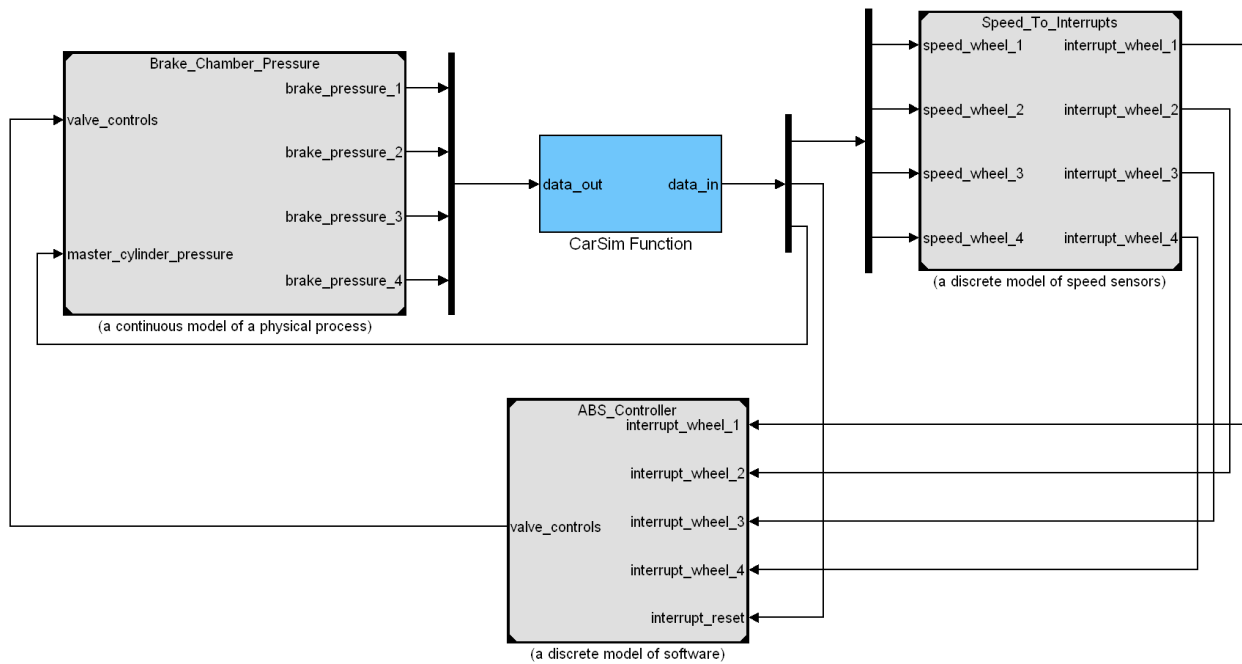 Brake_Chamber_Pressure
brake_pressure_1
valve_controls
brake_pressure_2
brake_pressure_3
master_cylinder_pressure
brake_pressure_4
(a continuous model of a physical process)
data_out
data_in
CarSim Function
Speed_To_Interrupts
speed_wheel_1
interrupt_wheel_1
speed_wheel_2
interrupt_wheel_2
speed_wheel_3
interrupt_wheel_3
speed_wheel_4
interrupt_wheel_4
(a discrete model of speed sensors)
ABS_Controller
interrupt_wheel_1
interrupt_wheel_2
interrupt_wheel_3
valve_controls
interrupt_wheel_4
interrupt_reset
(a discrete model of software)